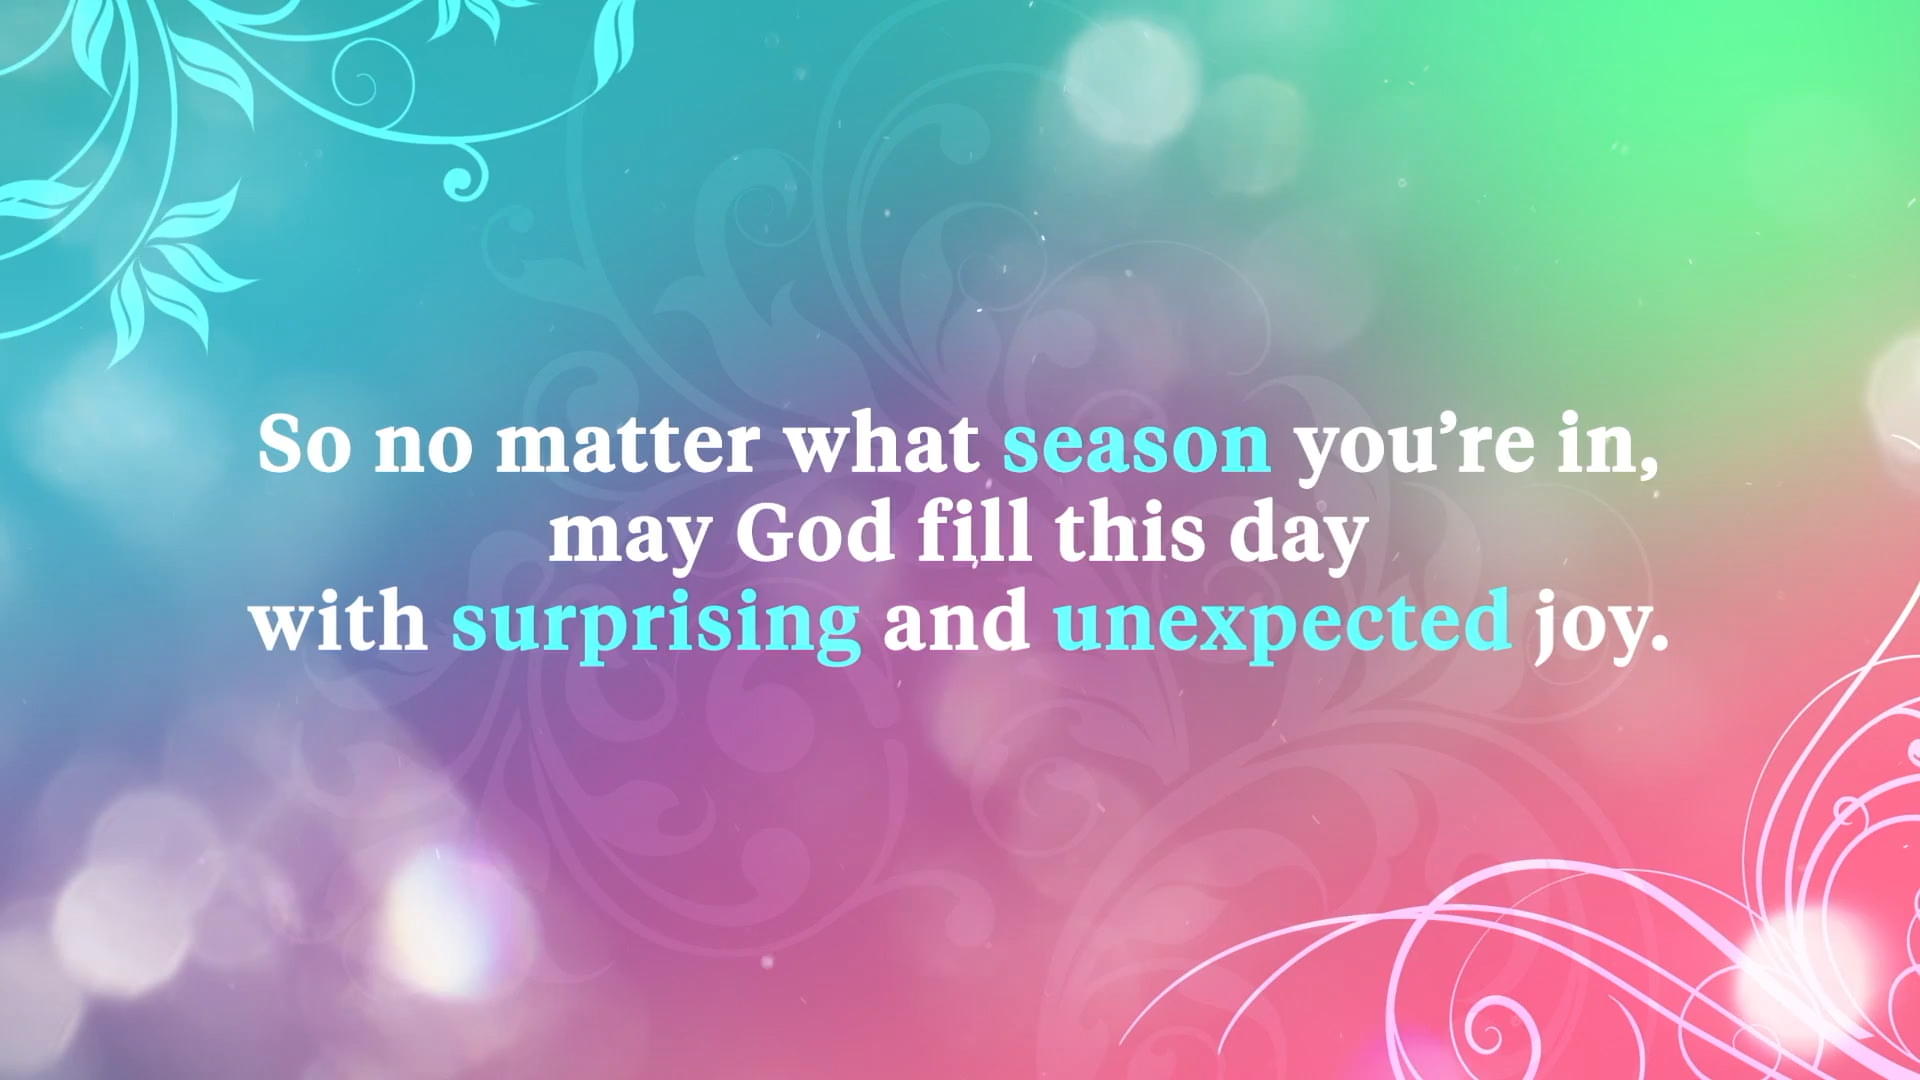 So no matter what season you’re in,
may God fill this day
with surprising and unexpected joy.